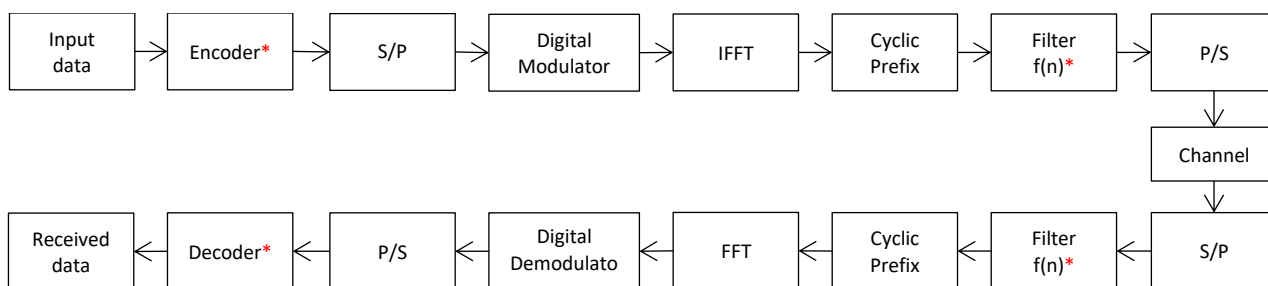 Input
data
Encoder*
S/P
Digital
Modulator
IFFT
Cyclic
Prefix
Filter
f(n)*
P/S
Channel
Received
data
Decoder*
P/S
Digital
Demodulato
FFT
Cyclic
Prefix
Filter
f(n)*
S/P